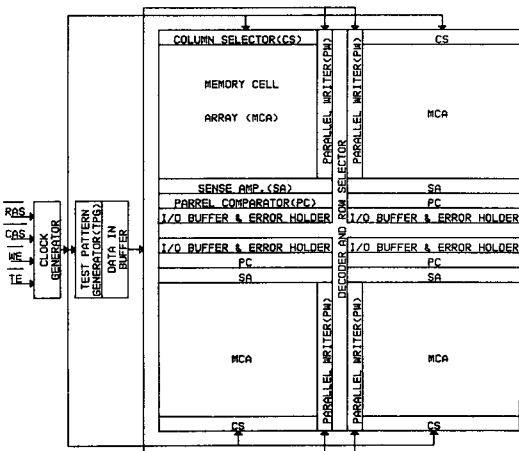 COLUMN SELECTOR(CS)
PARALLEL WRITER(PW)
PARALLEL WRITER(PW)
CS
MEMORY CELL
ARRAY (MCA)
MCA
DECODER AND ROW SELECTOR
SENSE AMP.(SA)
SA
PARREL COMPARATOR(PC)
PC
I/O BUFFER & ERROR HOLDER
I/O BUFFER & ERROR HOLDER
RAS
CAS
WE
TE
CLOCK
GENERATOR
TEST PATTERN
GENERATOR(TPG)
DATA IN
BUFFER
I/O BUFFER & ERROR HOLDER
I/O BUFFER & ERROR HOLDER
PC
PC
SA
SA
PARALLEL WRITER(PW)
PARALLEL WRITER(PW)
MCA
MCA
CS
CS